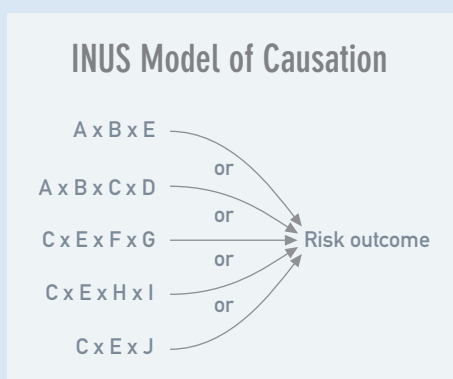 INUS Model of Causation
A x B x E
or
A x B x C x D
or
C x E x F x G
Risk outcome
or
C x E x H x I
or
C x E x J